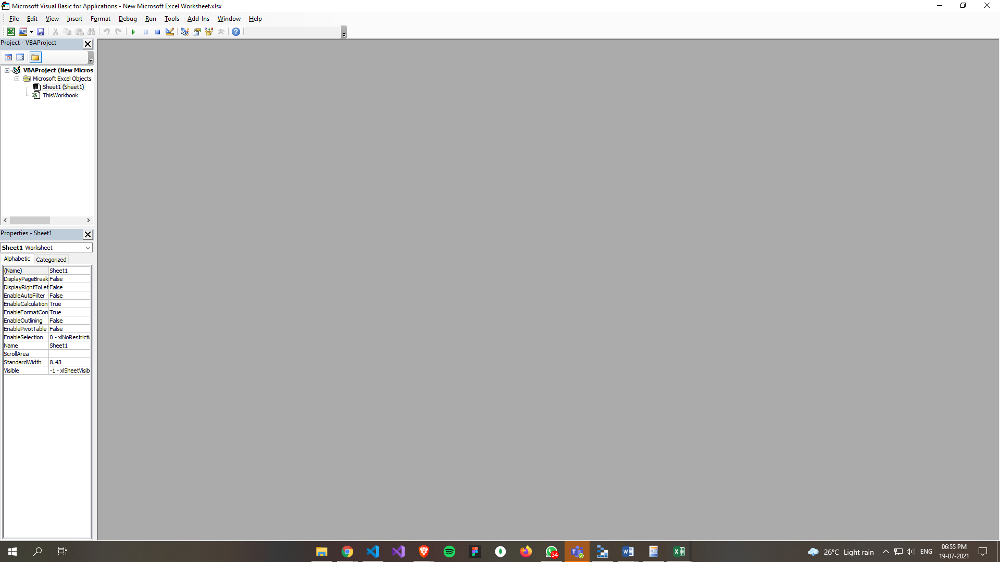 Microsoft Visual Basic for Applications - New Microsoft Excel Worksheet.xlsx
File Edit View Insert Format Debug Run Tools Add-Ins Window Help
Project - VBAProject
VBAProject (New Micros
Microsoft Excel Objects
Sheet1 (Sheet1)
ThisWorkbook
Properties - Sheet1
Sheet1 Worksheet
Alphabetic Categorized
(Name) Sheet1
DisplayPageBreak False
DisplayRightToLef False
EnableAutoFilter False
EnableCalculation True
EnableFormatCon True
EnableOutlining False
EnablePivotTable False
EnableSelection 0 - xlNoRestricti
Name Sheet1
ScrollArea
StandardWidth 8.43
Visible -1 - xlSheetVisib
34
26°C Light rain
ENG
06:55 PM
19-07-2021